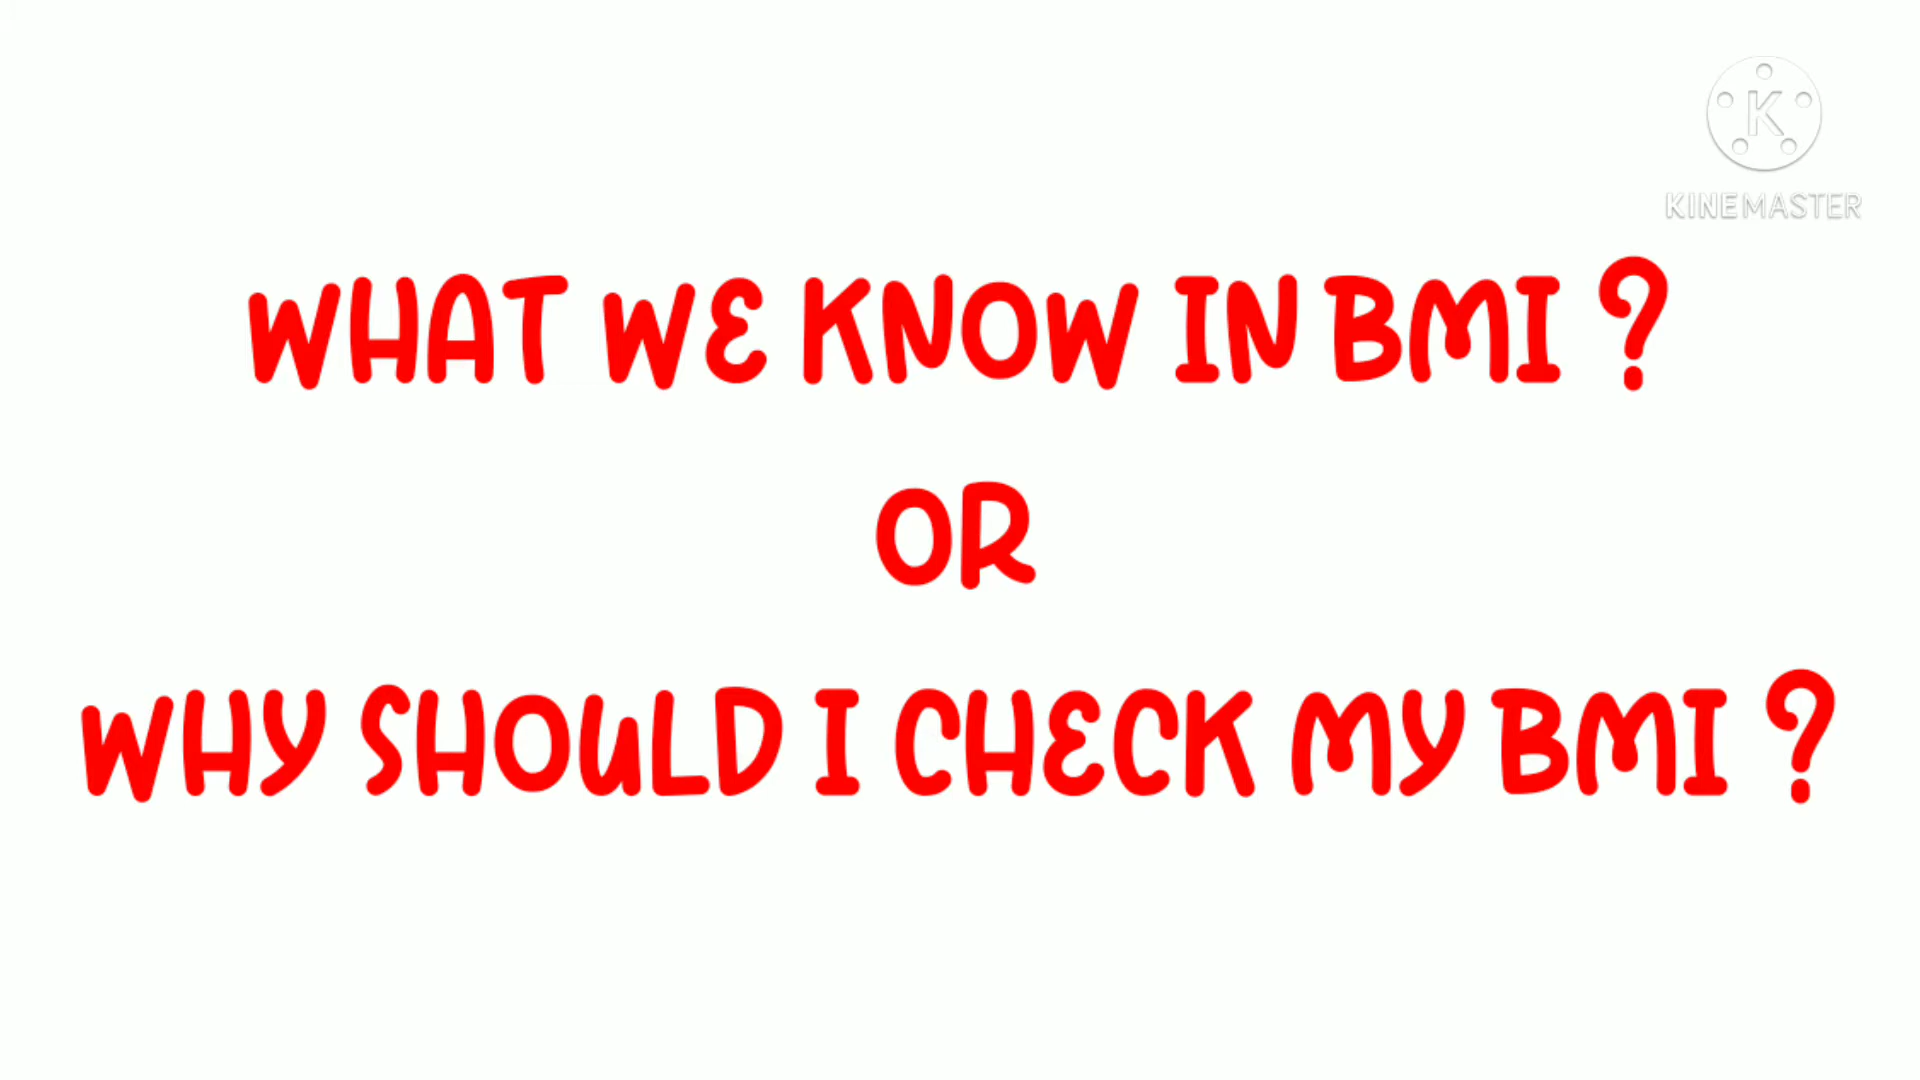 K
KINEMASTER
WHAT WE KNOW IN BMI ?
OR
WHY SHOULD I CHECK MY BMI ?